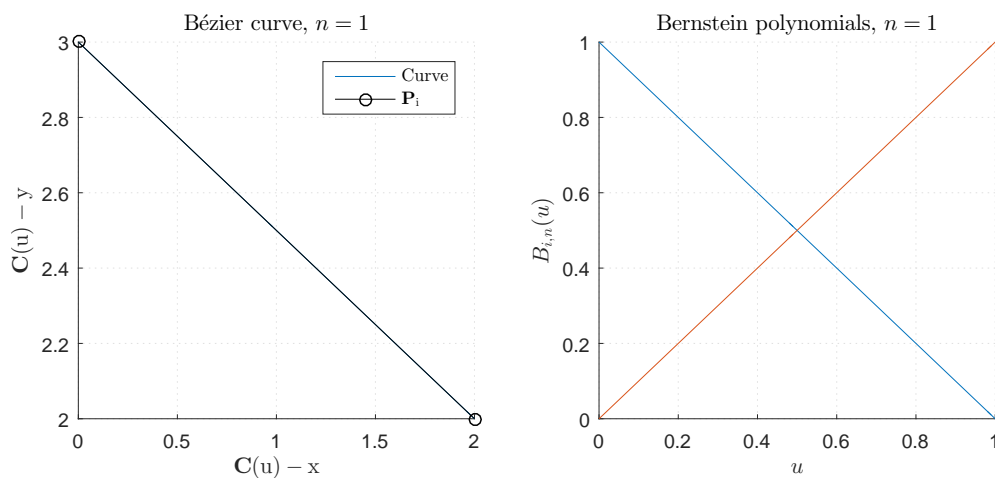 Bézier curve, n = 1
3
2.8
2.6
2.4
2.2
2
C(u) − y
Curve
P_i
0
0.5
1
1.5
2
C(u) − x
Bernstein polynomials, n = 1
1
0.8
0.6
0.4
0.2
0
B_{i,n}(u)
0
0.2
0.4
0.6
0.8
1
u